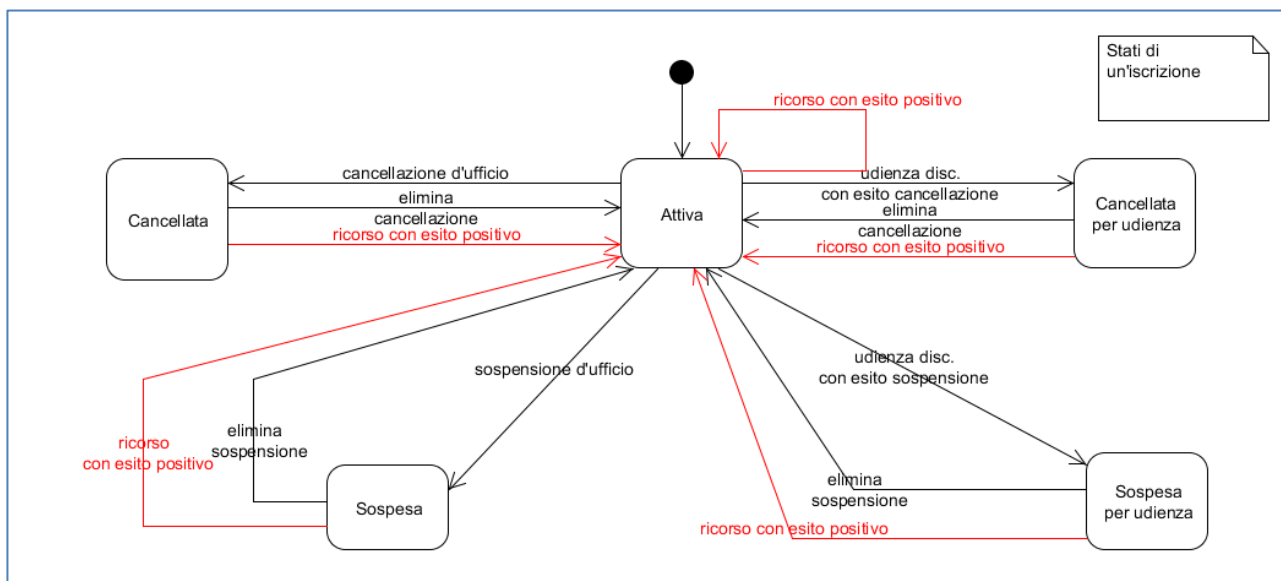 Stati di
un'iscrizione
ricorso con esito positivo
cancellazione d'ufficio
elimina
cancellazione
ricorso con esito positivo
Cancellata
Attiva
udienza disc.
con esito cancellazione
elimina
cancellazione
ricorso con esito positivo
Cancellata
per udienza
sospensione d'ufficio
udienza disc.
con esito sospensione
ricorso
con esito positivo
elimina
sospensione
Sospesa
elimina
sospensione
ricorso con esito positivo
Sospesa
per udienza